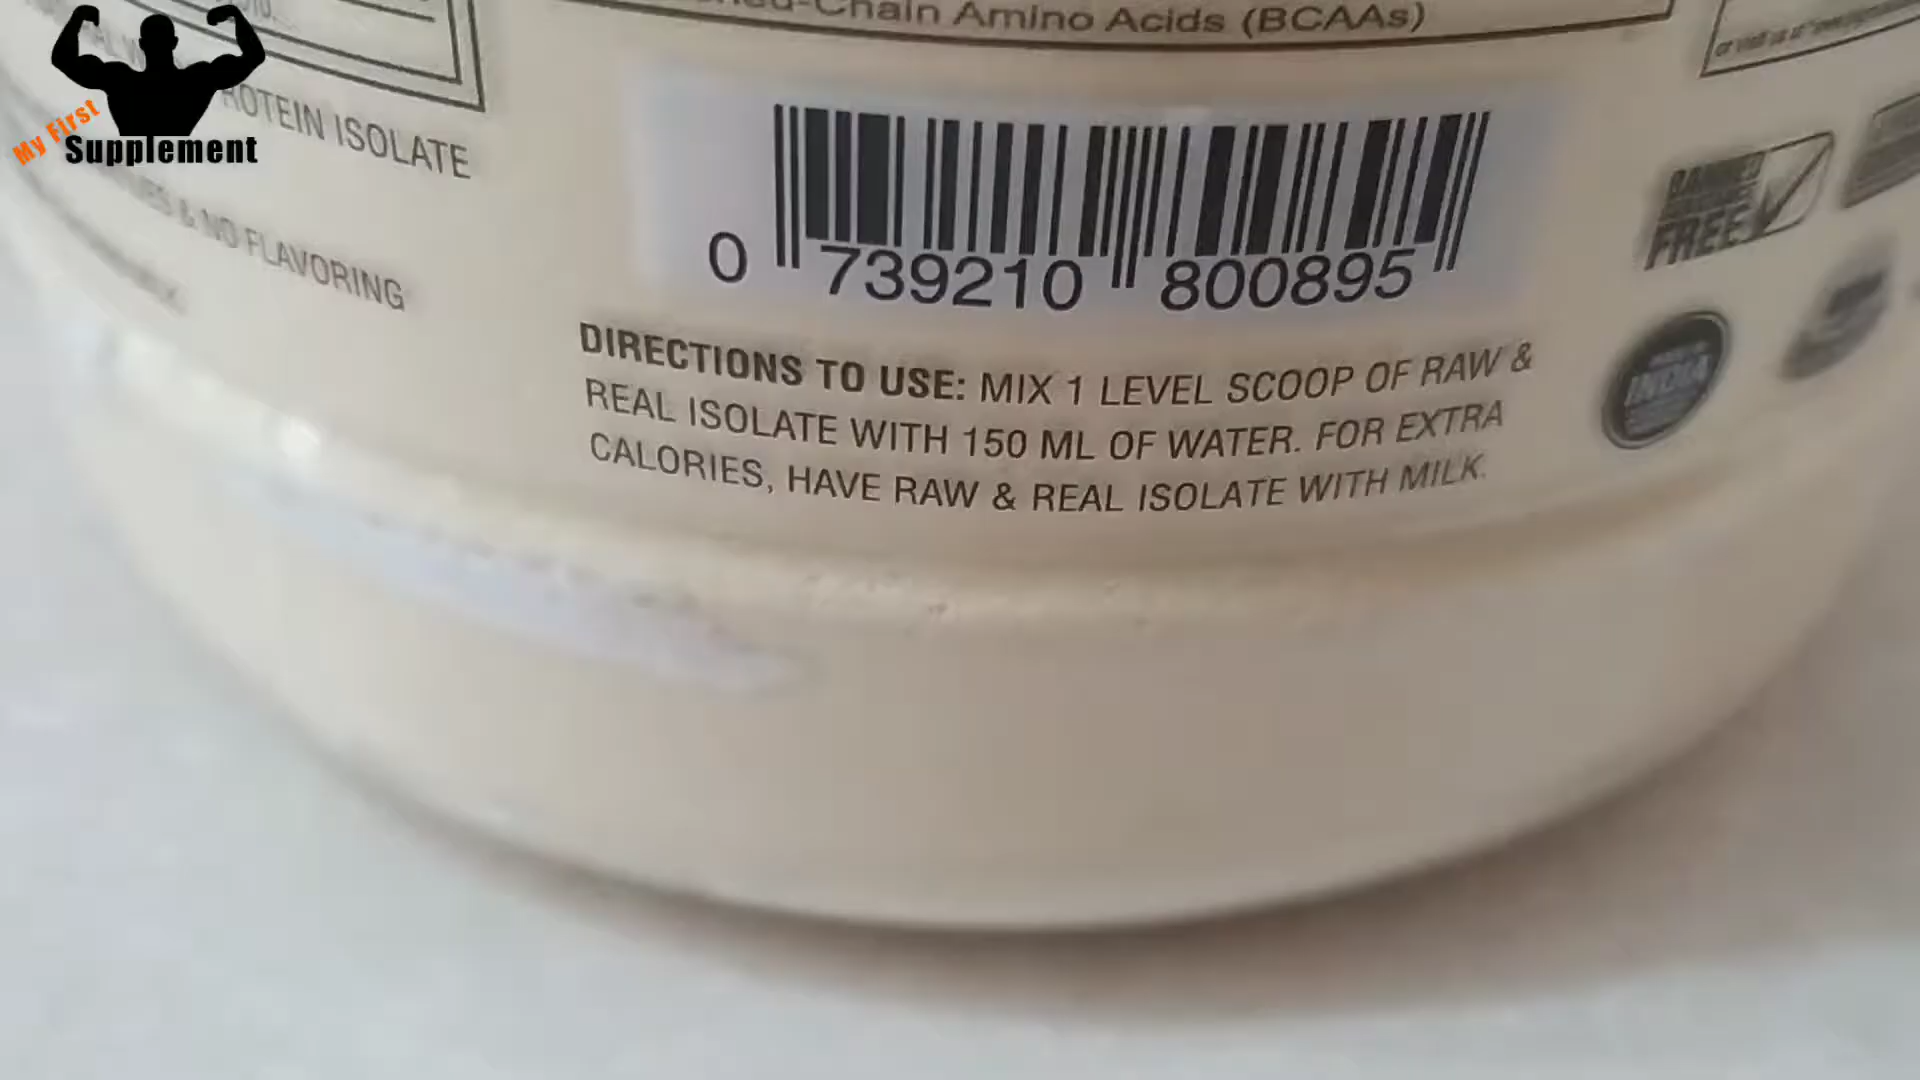 Amino Acids (BCAAs)
My First
Supplement
ISOLATE
& NO FLAVORING
0 739210 800895
BANNED
FREE
INDIA
DIRECTIONS TO USE: MIX 1 LEVEL SCOOP OF RAW &
REAL ISOLATE WITH 150 ML OF WATER. FOR EXTRA
CALORIES, HAVE RAW & REAL ISOLATE WITH MILK.